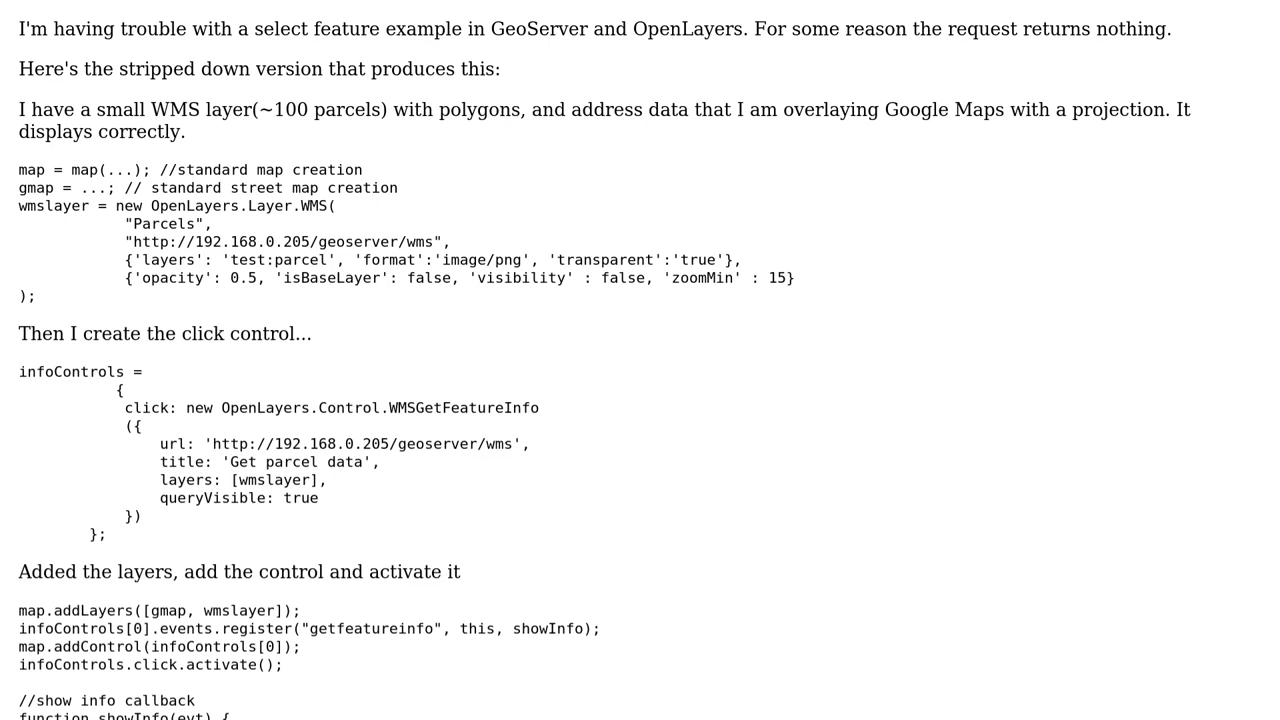 I'm having trouble with a select feature example in GeoServer and OpenLayers. For some reason the request returns nothing.
Here's the stripped down version that produces this:
I have a small WMS layer(~100 parcels) with polygons, and address data that I am overlaying Google Maps with a projection. It
displays correctly.
map = map(...); //standard map creation
gmap = ...; // standard street map creation
wmslayer = new OpenLayers.Layer.WMS(
"Parcels",
"http://192.168.0.205/geoserver/wms",
{'layers': 'test:parcel', 'format':'image/png', 'transparent':'true'},
{'opacity': 0.5, 'isBaseLayer': false, 'visibility' : false, 'zoomMin' : 15}
);
Then I create the click control...
infoControls =
{
click: new OpenLayers.Control.WMSGetFeatureInfo
({
url: 'http://192.168.0.205/geoserver/wms',
title: 'Get parcel data',
layers: [wmslayer],
queryVisible: true
})
};
Added the layers, add the control and activate it
map.addLayers([gmap, wmslayer]);
infoControls[0].events.register("getfeatureinfo", this, showInfo);
map.addControl(infoControls[0]);
infoControls.click.activate();
//show info callback
function showInfo(evt) {